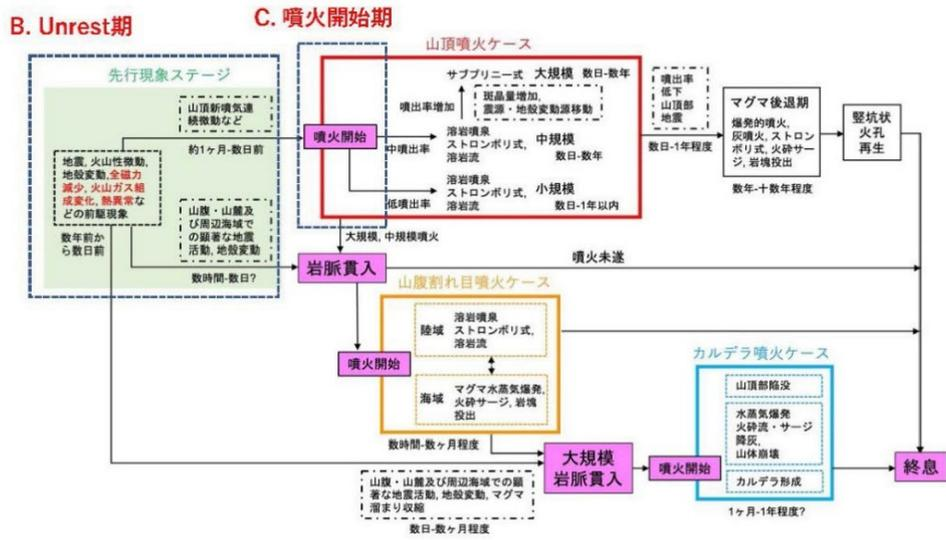 B. Unrest期
C. 噴火開始期
先行現象ステージ
山頂新噴気連
続微動など
約1ヶ月-数日前
地震, 火山性微動,
地殻変動,全磁力
減少, 火山ガス組
成変化, 熱異常な
どの前駆現象
数年前か
ら数日前
山腹・山麓及
び周辺海域で
の顕著な地震
活動, 地殻変動
数時間-数日?
噴火開始
山頂噴火ケース
サブプリニー式 大規模 数日-数年
噴出率増加
斑晶量増加,
震源・地殻変動源移動
中噴出率
溶岩噴泉
ストロンボリ式,
溶岩流
中規模
数日-数年
低噴出率
溶岩噴泉
ストロンボリ式,
溶岩流
小規模
数日-1年以内
噴出率
低下
山頂部
地震
数日-1年程度
マグマ後退期
爆発的噴火,
灰噴火, ストロン
ボリ式, 火砕サー
ジ, 岩塊投出
数年-十数年程度
竪坑状
火孔
再生
大規模, 中規模噴火
岩脈貫入
噴火未遂
山腹割れ目噴火ケース
陸域
溶岩噴泉
ストロンボリ式,
溶岩流
噴火開始
海域
マグマ水蒸気爆発,
火砕サージ, 岩塊
投出
数時間-数ヶ月程度
山腹・山麓及び周辺海域での顕
著な地震活動, 地殻変動, マグマ
溜まり収縮
数日-数ヶ月程度
大規模
岩脈貫入
噴火開始
カルデラ噴火ケース
山頂部陥没
水蒸気爆発
火砕流・サージ
降灰,
山体崩壊
カルデラ形成
1ヶ月-1年程度?
終息